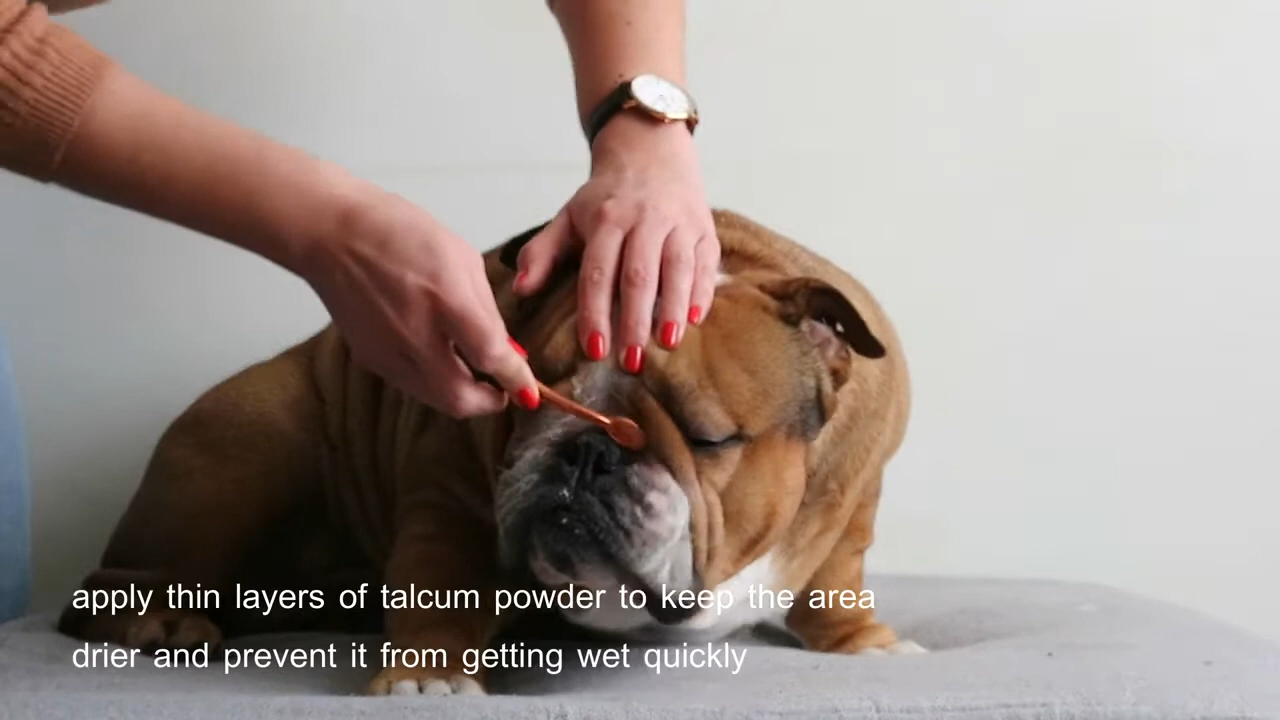 apply thin layers of talcum powder to keep the area
drier and prevent it from getting wet quickly